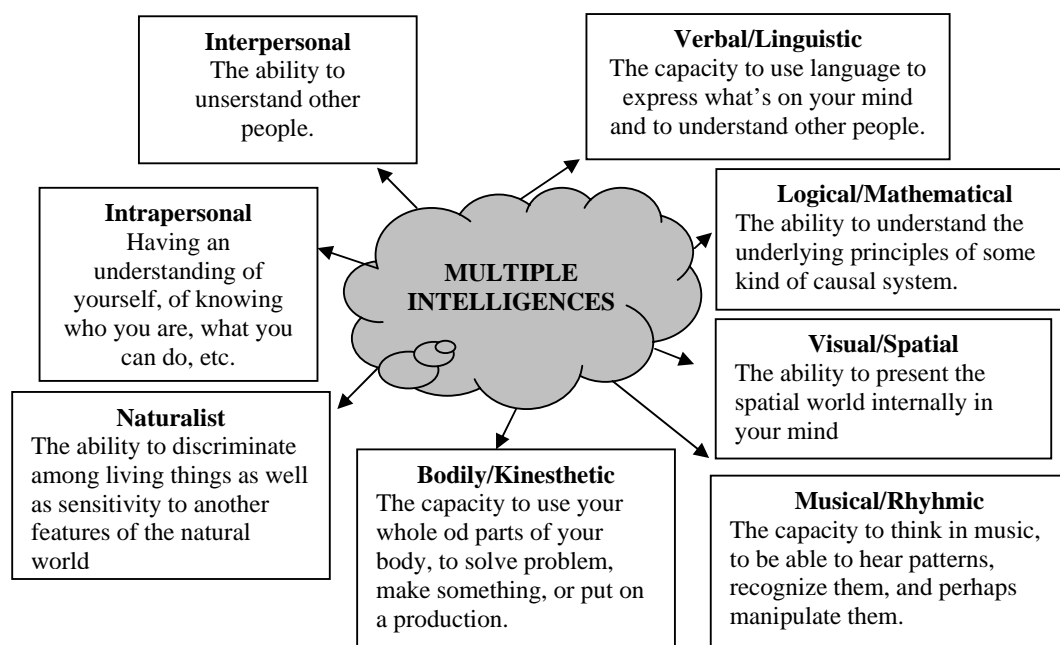 Interpersonal
The ability to
unserstand other
people.
Verbal/Linguistic
The capacity to use language to
express what’s on your mind
and to understand other people.
Intrapersonal
Having an
understanding of
yourself, of knowing
who you are, what you
can do, etc.
MULTIPLE
INTELLIGENCES
Logical/Mathematical
The ability to understand the
underlying principles of some
kind of causal system.
Visual/Spatial
The ability to present the
spatial world internally in
your mind
Naturalist
The ability to discriminate
among living things as well
as sensitivity to another
features of the natural
world
Bodily/Kinesthetic
The capacity to use your
whole od parts of your
body, to solve problem,
make something, or put on
a production.
Musical/Rhyhmic
The capacity to think in music,
to be able to hear patterns,
recognize them, and perhaps
manipulate them.